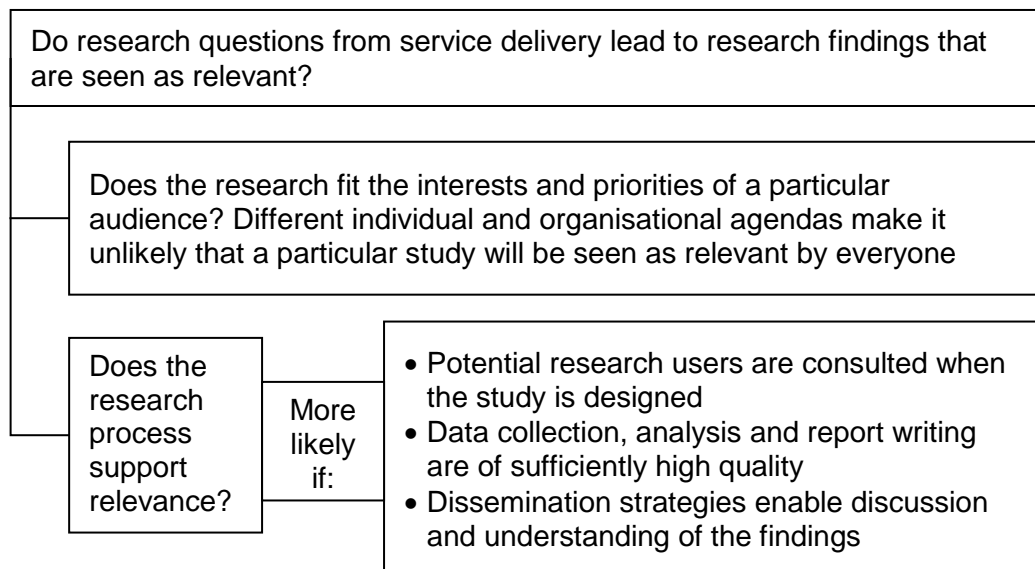 Do research questions from service delivery lead to research findings that
are seen as relevant?
Does the research fit the interests and priorities of a particular
audience? Different individual and organisational agendas make it
unlikely that a particular study will be seen as relevant by everyone
Does the
research
process
support
relevance?
More
likely
if:
• Potential research users are consulted when
the study is designed
• Data collection, analysis and report writing
are of sufficiently high quality
• Dissemination strategies enable discussion
and understanding of the findings